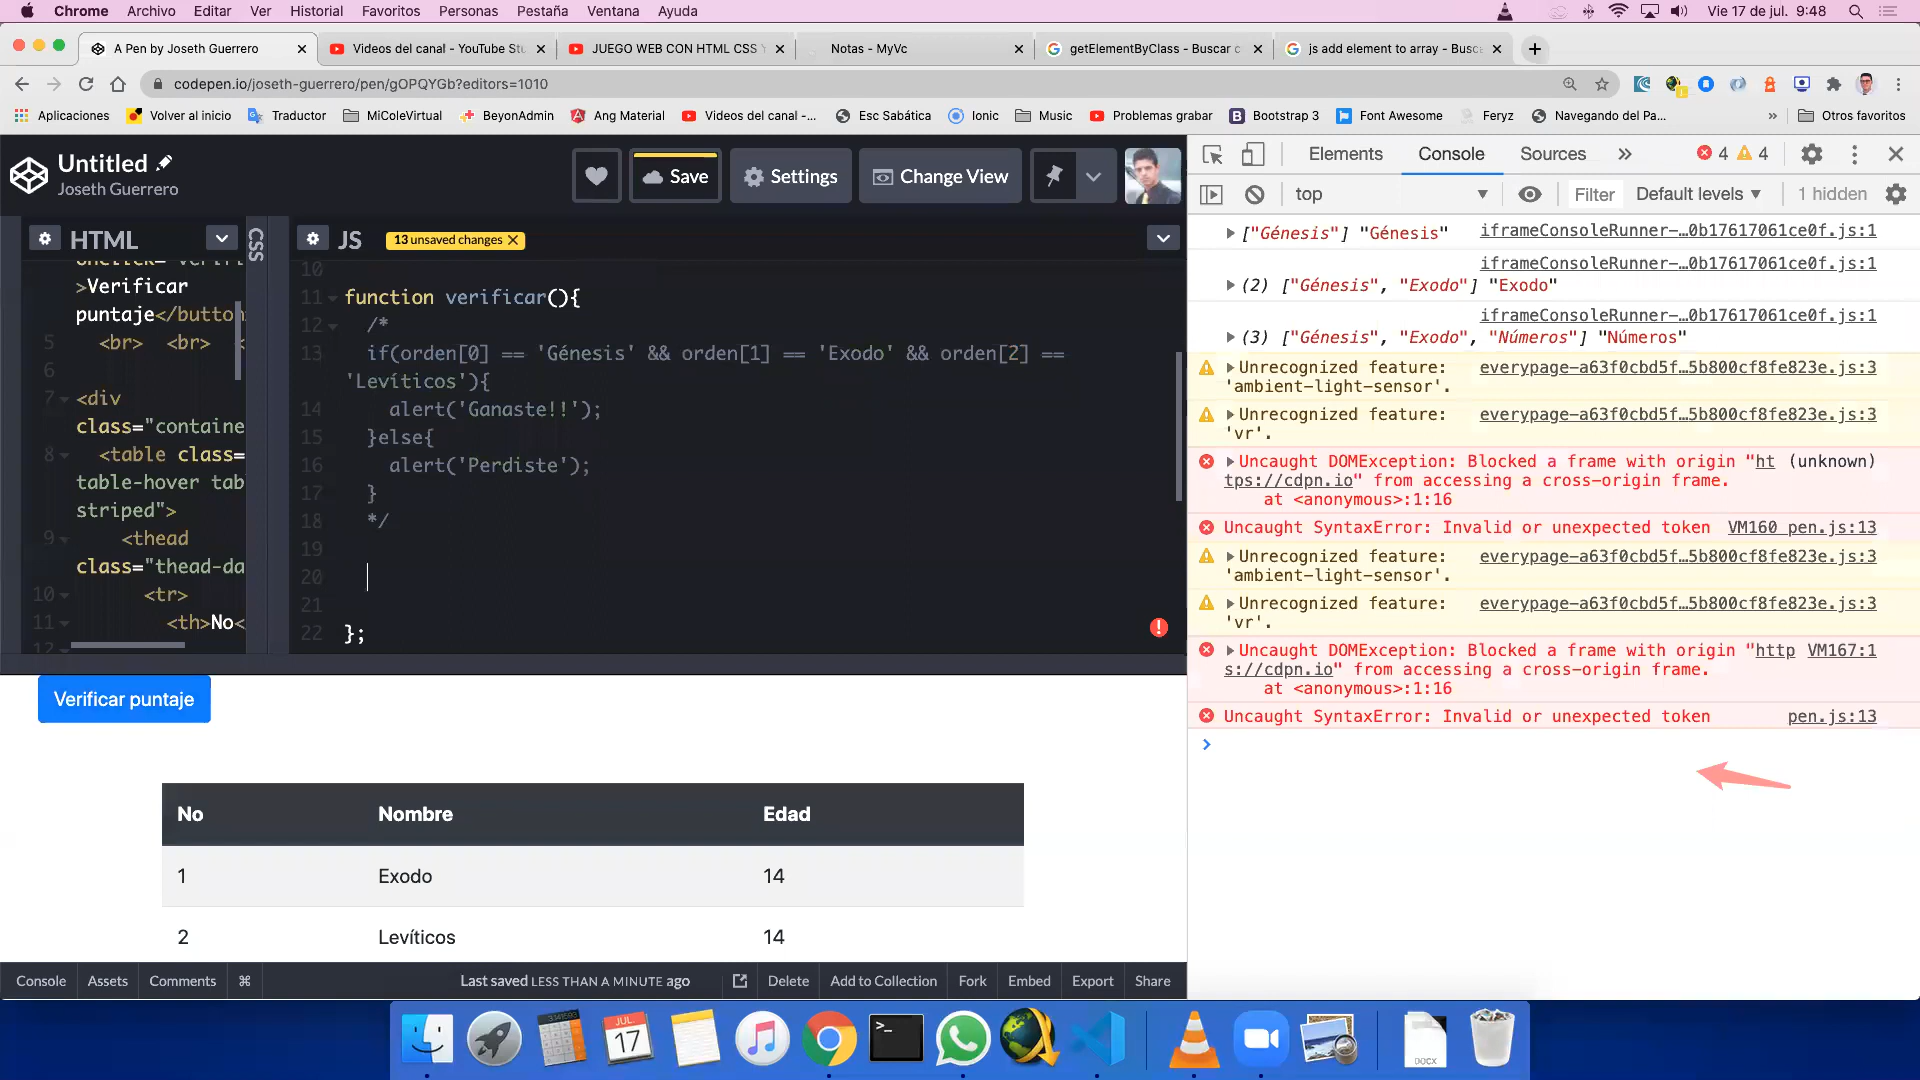 Chrome Archivo Editar Ver Historial Favoritos Personas Pestaña Ventana Ayuda Vie 17 de jul. 9:48
A Pen by Joseth Guerrero Videos del canal - YouTube Stu JUEGO WEB CON HTML CSS Y Notas - MyVc getElementByClass - Buscar c js add element to array - Busc
codepen.io/joseth-guerrero/pen/gOPQYGb?editors=1010
Aplicaciones Volver al inicio Traductor MiColeVirtual BeyonAdmin Ang Material Videos del canal -... Esc Sabática Ionic Music Problemas grabar Bootstrap 3 Font Awesome Feryz Navegando del Pa... » Otros favoritos
Untitled
Joseth Guerrero
Save Settings Change View
HTML CSS JS 13 unsaved changes X
>Verificar
puntaje</button
5 <br> <br> <
6
7 <div
class="containe
8 <table class=
table-hover tab
striped">
9 <thead
class="thead-da
10 <tr>
11 <th>No<
12
10
11 function verificar(){
12 /*
13 if(orden[0] == 'Génesis' && orden[1] == 'Exodo' && orden[2] ==
'Levíticos'){
14 alert('Ganaste!!');
15 }else{
16 alert('Perdiste');
17 }
18 */
19
20
21
22 };
Verificar puntaje
No Nombre Edad
1 Exodo 14
2 Levíticos 14
Console Assets Comments ⌘ Last saved LESS THAN A MINUTE ago Delete Add to Collection Fork Embed Export Share
Elements Console Sources » 4 4
top Filter Default levels 1 hidden
["Génesis"] "Génesis" iframeConsoleRunner-…0b17617061ce0f.js:1
iframeConsoleRunner-…0b17617061ce0f.js:1
(2) ["Génesis", "Exodo"] "Exodo"
iframeConsoleRunner-…0b17617061ce0f.js:1
(3) ["Génesis", "Exodo", "Números"] "Números"
Unrecognized feature: everypage-a63f0cbd5f…5b800cf8fe823e.js:3
'ambient-light-sensor'.
Unrecognized feature: everypage-a63f0cbd5f…5b800cf8fe823e.js:3
'vr'.
Uncaught DOMException: Blocked a frame with origin "ht (unknown)
tps://cdpn.io" from accessing a cross-origin frame.
at <anonymous>:1:16
Uncaught SyntaxError: Invalid or unexpected token VM160 pen.js:13
Unrecognized feature: everypage-a63f0cbd5f…5b800cf8fe823e.js:3
'ambient-light-sensor'.
Unrecognized feature: everypage-a63f0cbd5f…5b800cf8fe823e.js:3
'vr'.
Uncaught DOMException: Blocked a frame with origin "http VM167:1
s://cdpn.io" from accessing a cross-origin frame.
at <anonymous>:1:16
Uncaught SyntaxError: Invalid or unexpected token pen.js:13
JUL. 17
DOCX